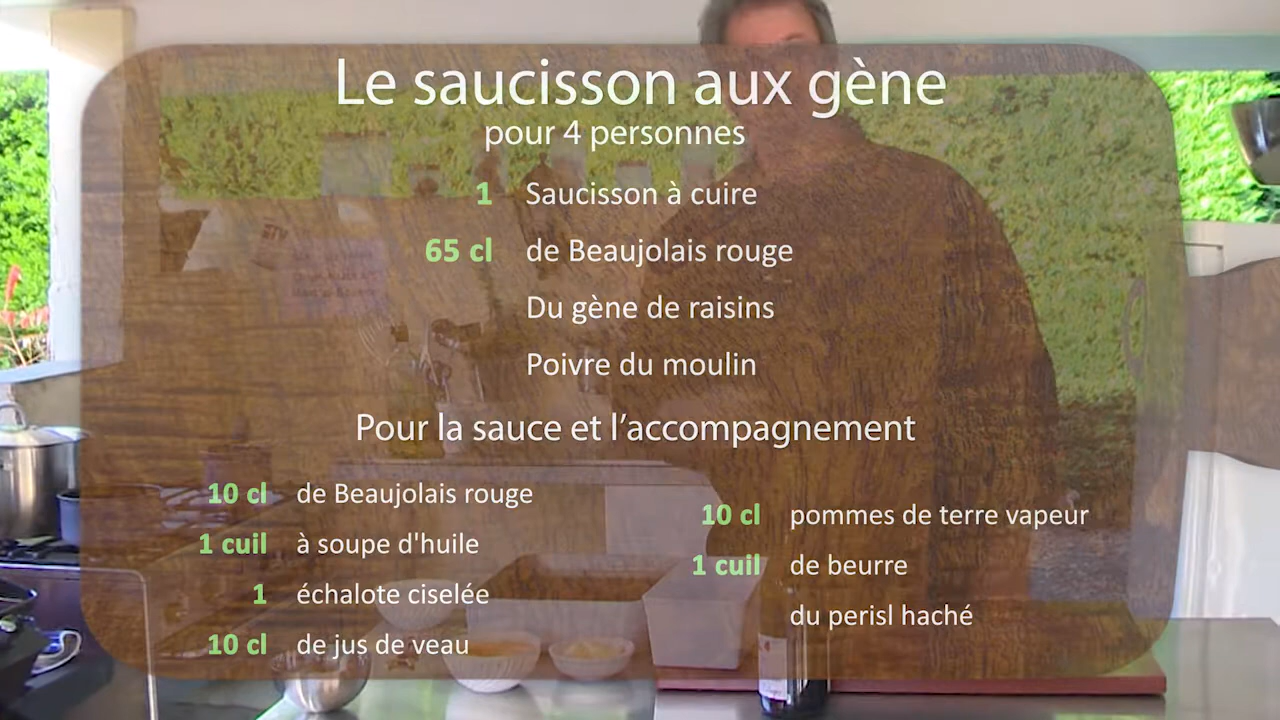 Le saucisson aux gène
pour 4 personnes
1 Saucisson à cuire
65 cl de Beaujolais rouge
Du gène de raisins
Poivre du moulin
Pour la sauce et l’accompagnement
10 cl de Beaujolais rouge
1 cuil à soupe d'huile
1 échalote ciselée
10 cl de jus de veau
10 cl pommes de terre vapeur
1 cuil de beurre
du perisl haché